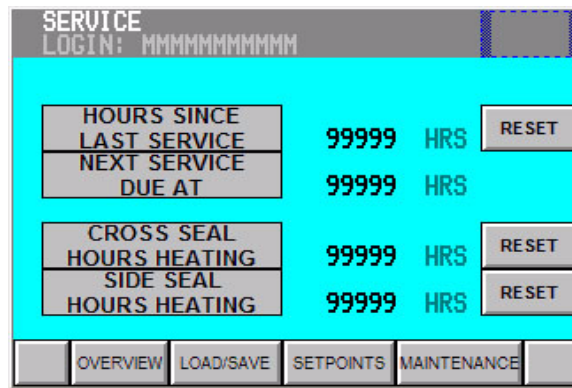 SERVICE
LOGIN: MMMMMMMMMMM
HOURS SINCE
LAST SERVICE
99999 HRS
RESET
NEXT SERVICE
DUE AT
99999 HRS
CROSS SEAL
HOURS HEATING
99999 HRS
RESET
SIDE SEAL
HOURS HEATING
99999 HRS
RESET
OVERVIEW LOAD/SAVE SETPOINTS MAINTENANCE